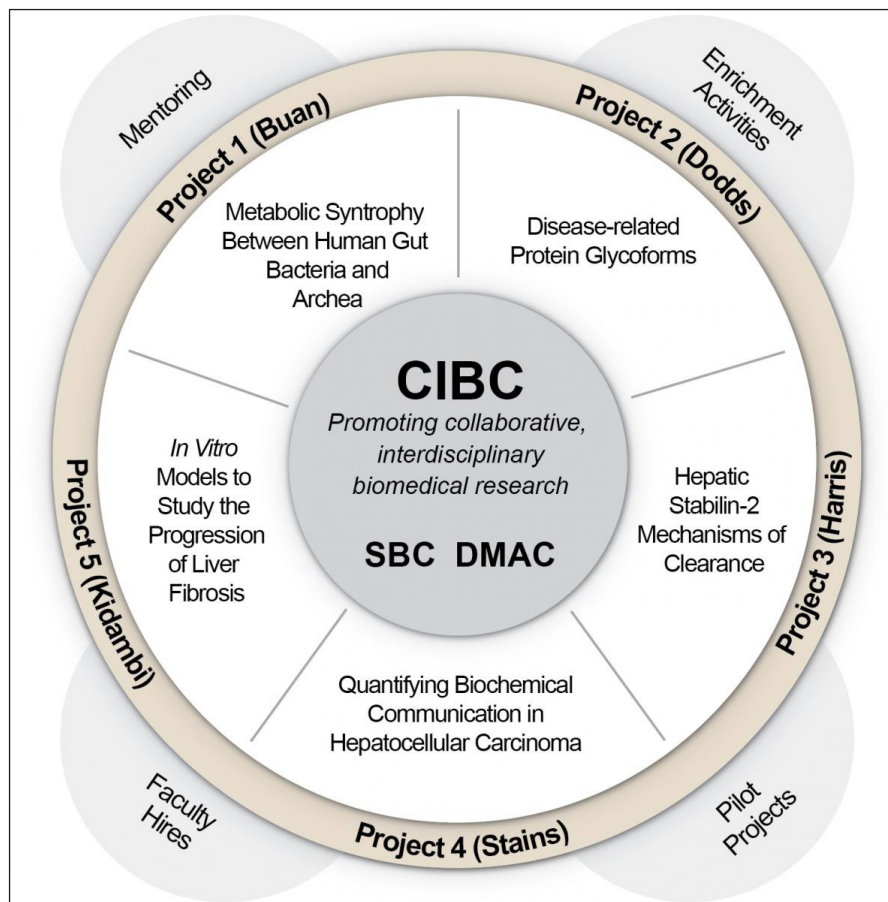 Mentoring
Enrichment
Activities
Project 1 (Buan)
Project 2 (Dodds)
Metabolic Syntrophy
Between Human Gut
Bacteria and
Archea
Disease-related
Protein Glycoforms
CIBC
Promoting collaborative,
interdisciplinary
biomedical research
SBC DMAC
In Vitro
Models to
Study the
Progression
of Liver
Fibrosis
Hepatic
Stabilin-2
Mechanisms of
Clearance
Project 5 (Kidambi)
Project 3 (Harris)
Quantifying Biochemical
Communication in
Hepatocellular Carcinoma
Project 4 (Stains)
Faculty
Hires
Pilot
Projects